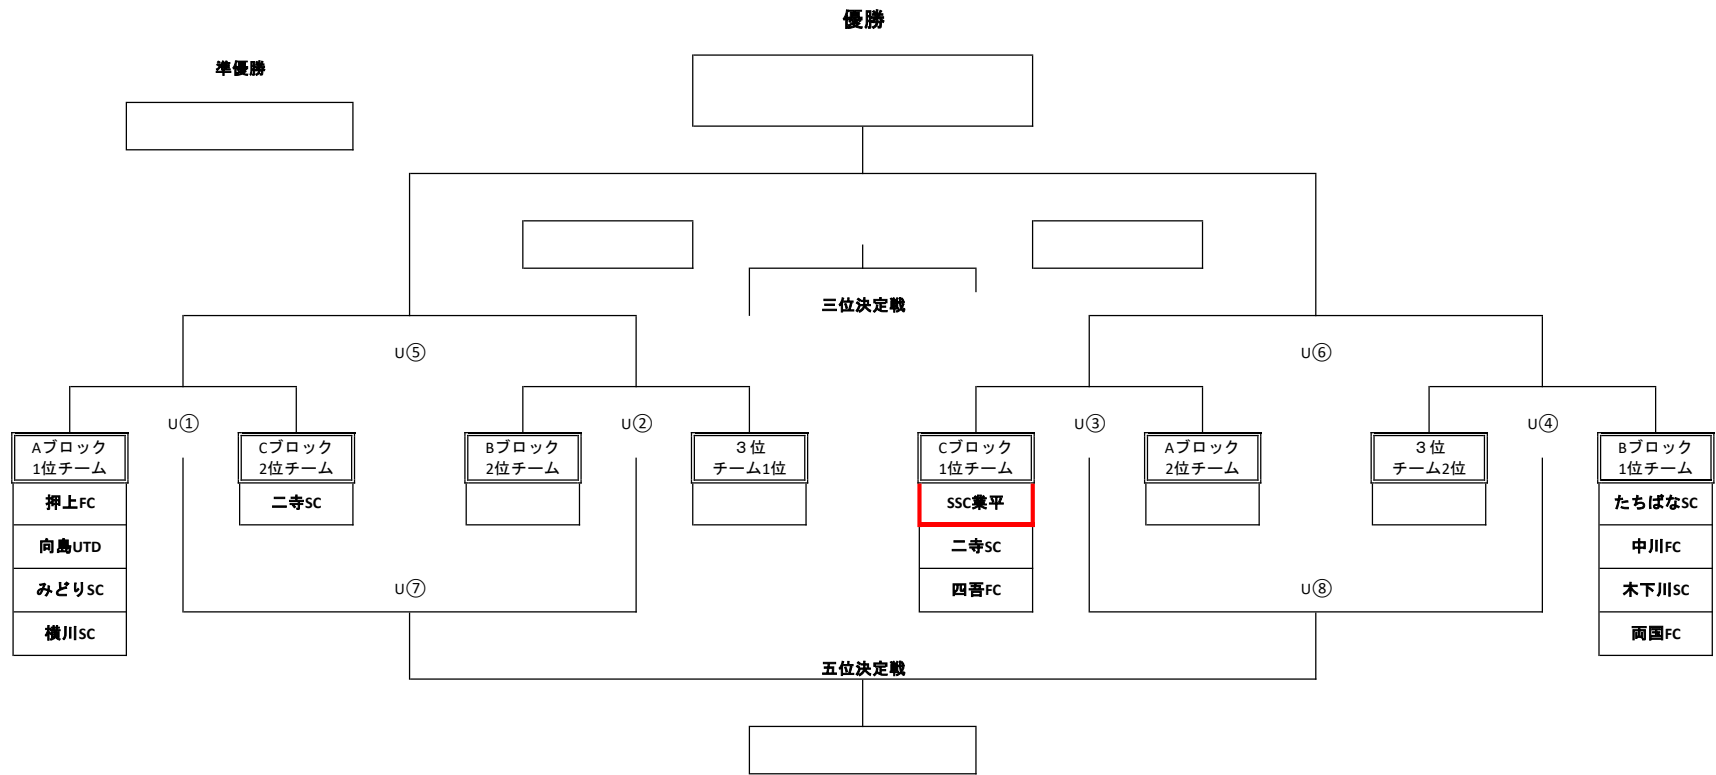 優勝
準優勝
三位決定戦
U⑤
U⑥
U①
U②
U③
U④
Aブロック
1位チーム
Cブロック
2位チーム
Bブロック
2位チーム
３位
チーム1位
Cブロック
1位チーム
Aブロック
2位チーム
３位
チーム2位
Bブロック
1位チーム
押上FC
二寺SC
SSC業平
たちばなSC
向島UTD
二寺SC
中川FC
みどりSC
U⑦
四吾FC
U⑧
木下川SC
横川SC
両国FC
五位決定戦